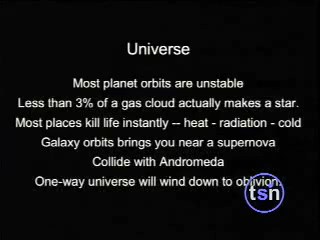 Universe
Most planet orbits are unstable
Less than 3% of a gas cloud actually makes a star.
Most places kill life instantly -- heat - radiation - cold
Galaxy orbits brings you near a supernova
Collide with Andromeda
One-way universe will wind down to oblivion.
tsn